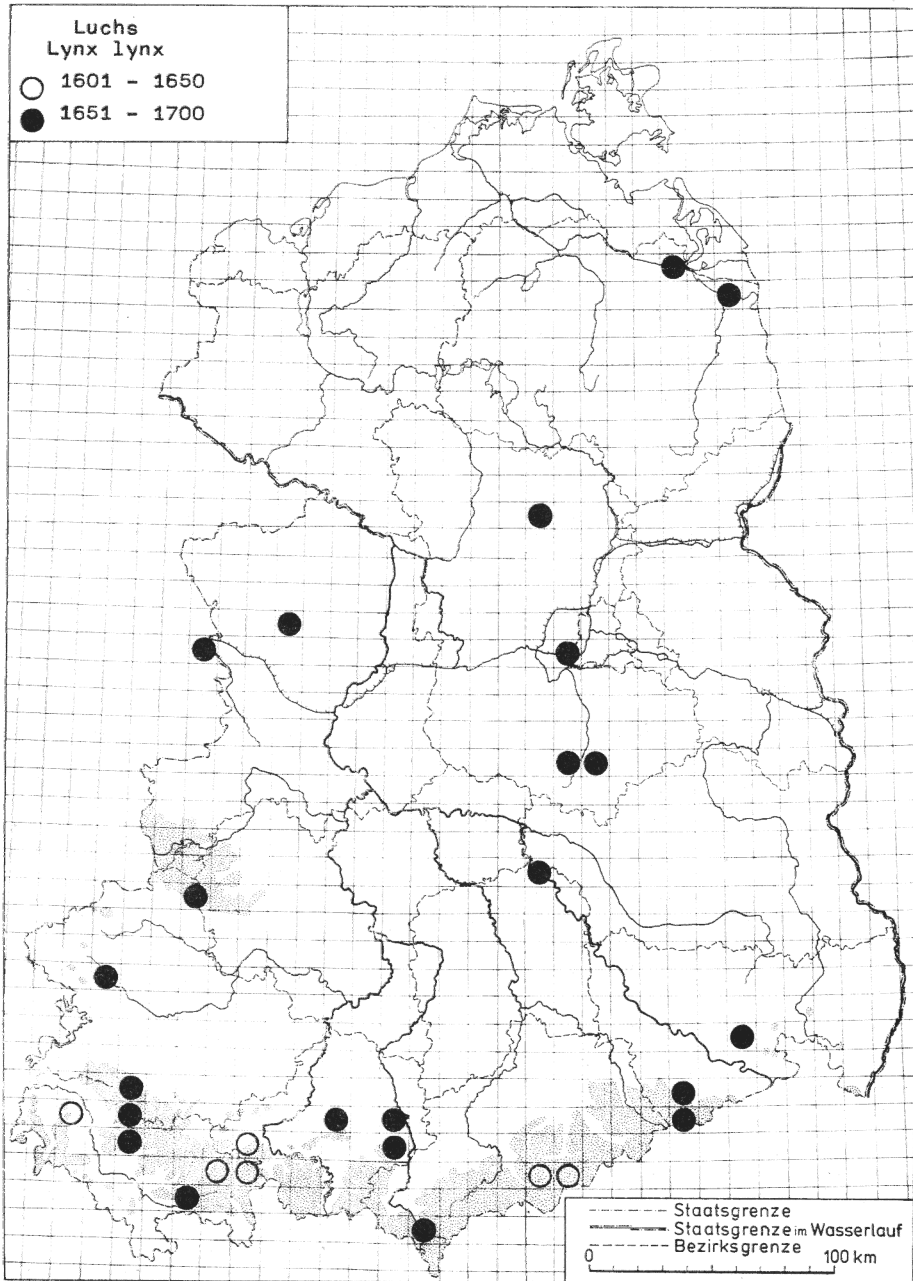 Luchs
Lynx lynx
1601 - 1650
1651 - 1700
Staatsgrenze
Staatsgrenze im Wasserlauf
Bezirksgrenze
0 100 km